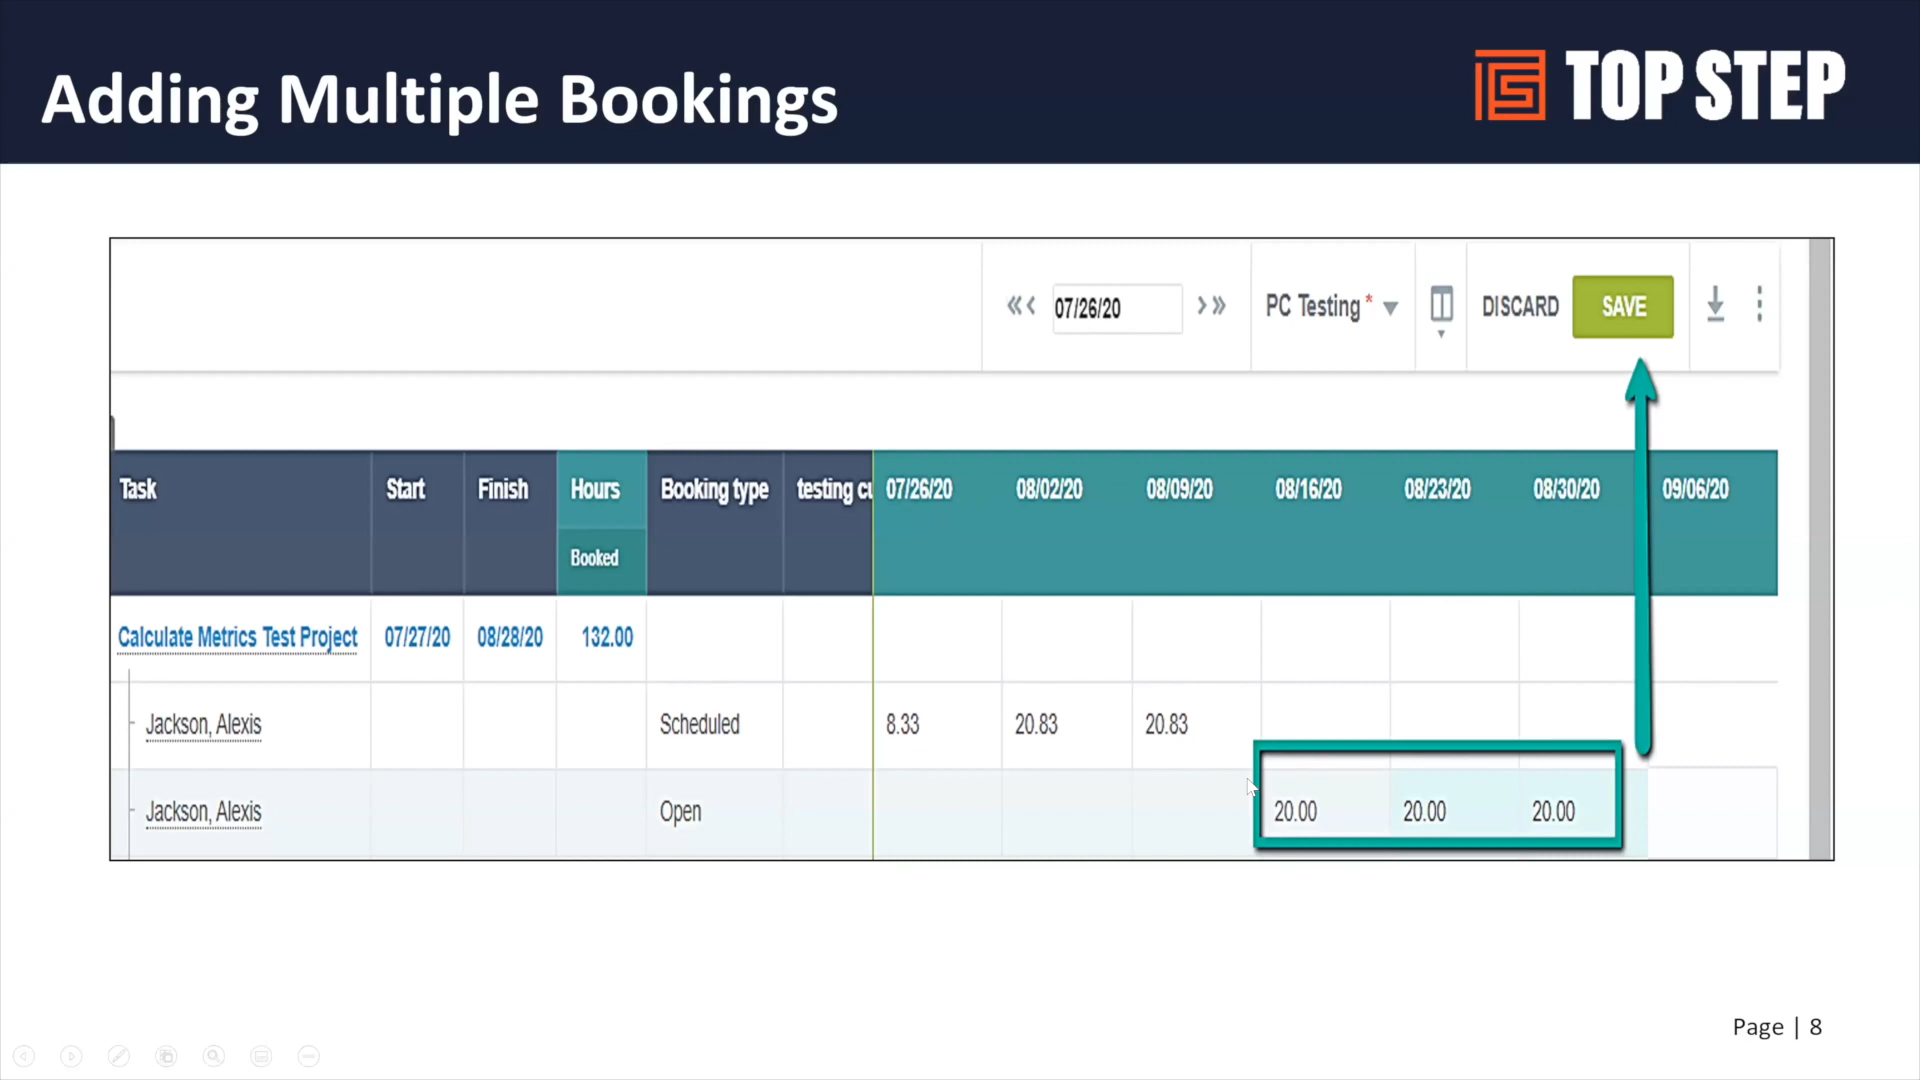 Adding Multiple Bookings
TOP STEP
07/26/20
PC Testing *
DISCARD
SAVE
Task Start Finish Hours Booking type testing cu 07/26/20 08/02/20 08/09/20 08/16/20 08/23/20 08/30/20 09/06/20
Booked
Calculate Metrics Test Project 07/27/20 08/28/20 132.00
Jackson, Alexis Scheduled 8.33 20.83 20.83
Jackson, Alexis Open 20.00 20.00 20.00
Page | 8